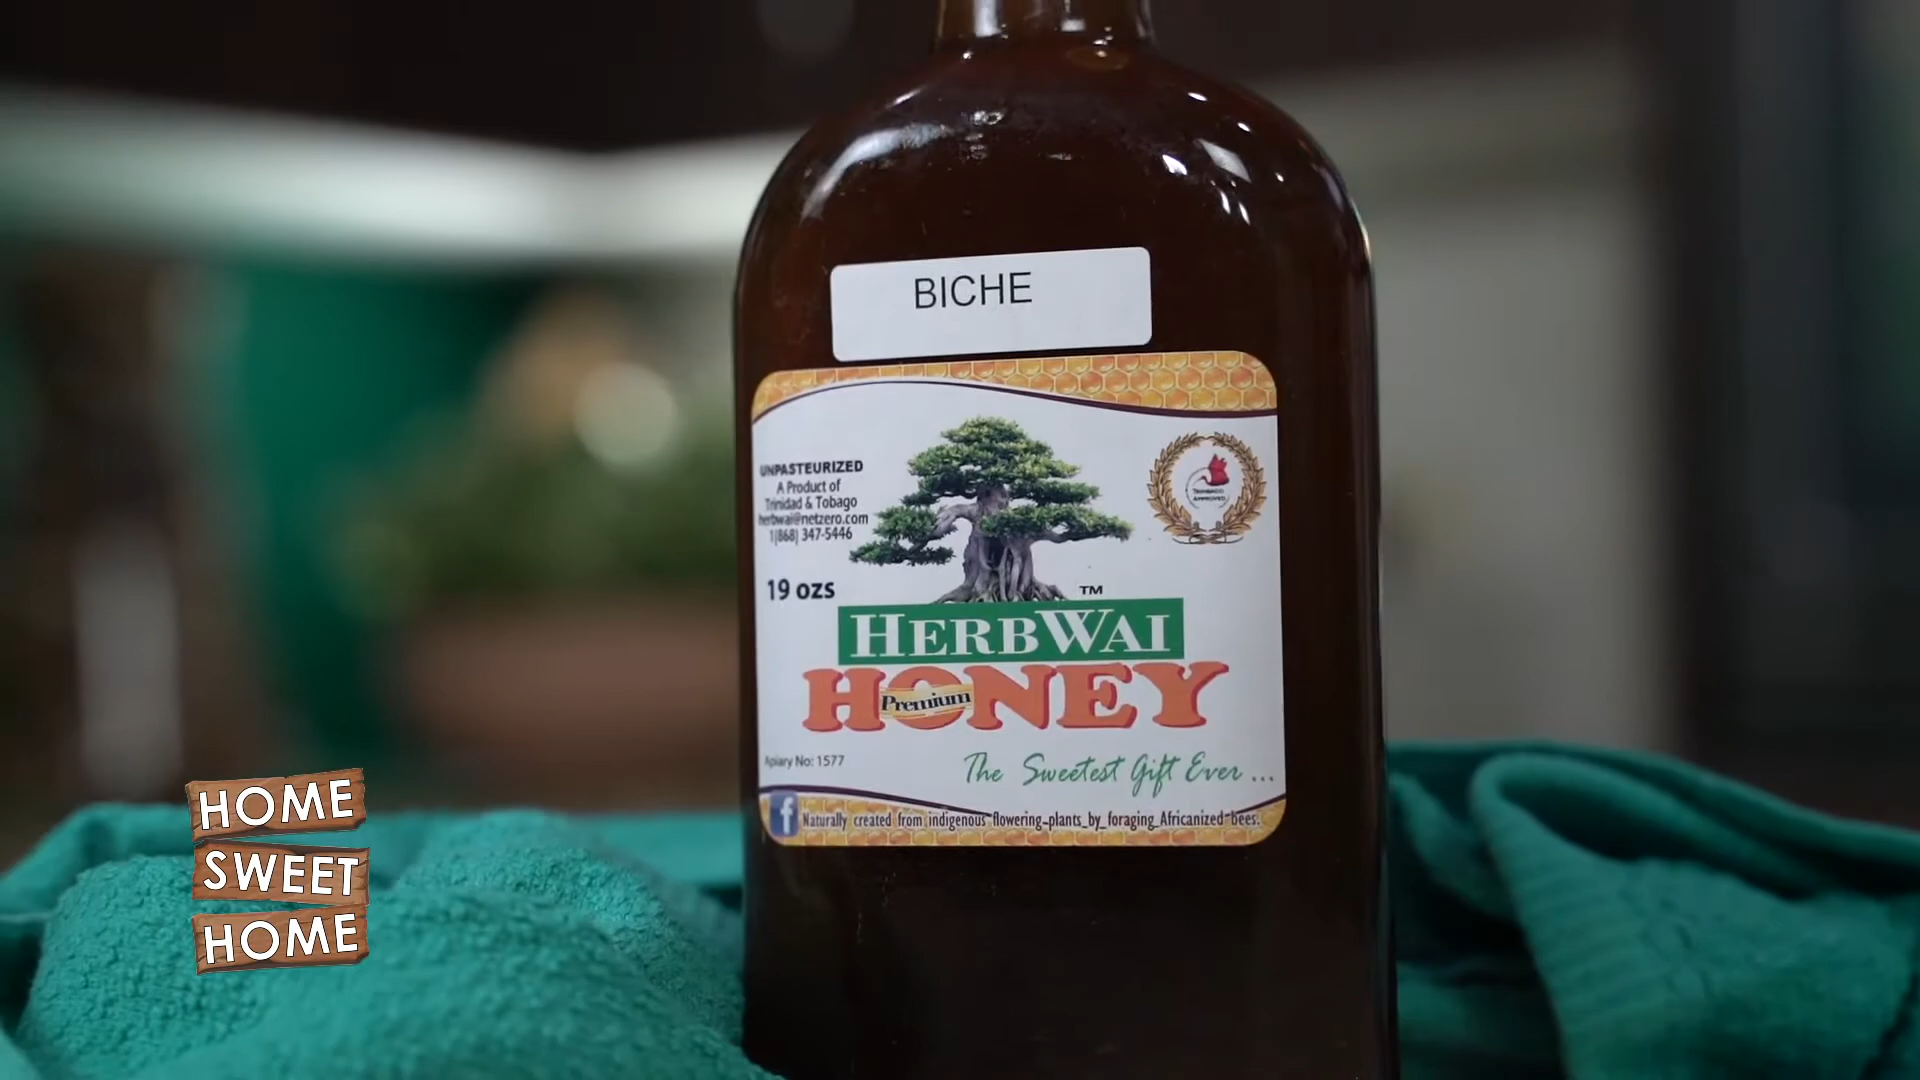 BICHE
UNPASTEURIZED
A Product of
Trinidad & Tobago
herbwai@netzero.com
1(868) 347-5446
19 ozs
TRINBAGO
APPROVED
TM
HERBWAI
HONEY
Premium
Apiary No: 1577
The Sweetest Gift Ever ...
f Naturally created from indigenous flowering plants by foraging Africanized bees.
HOME
SWEET
HOME